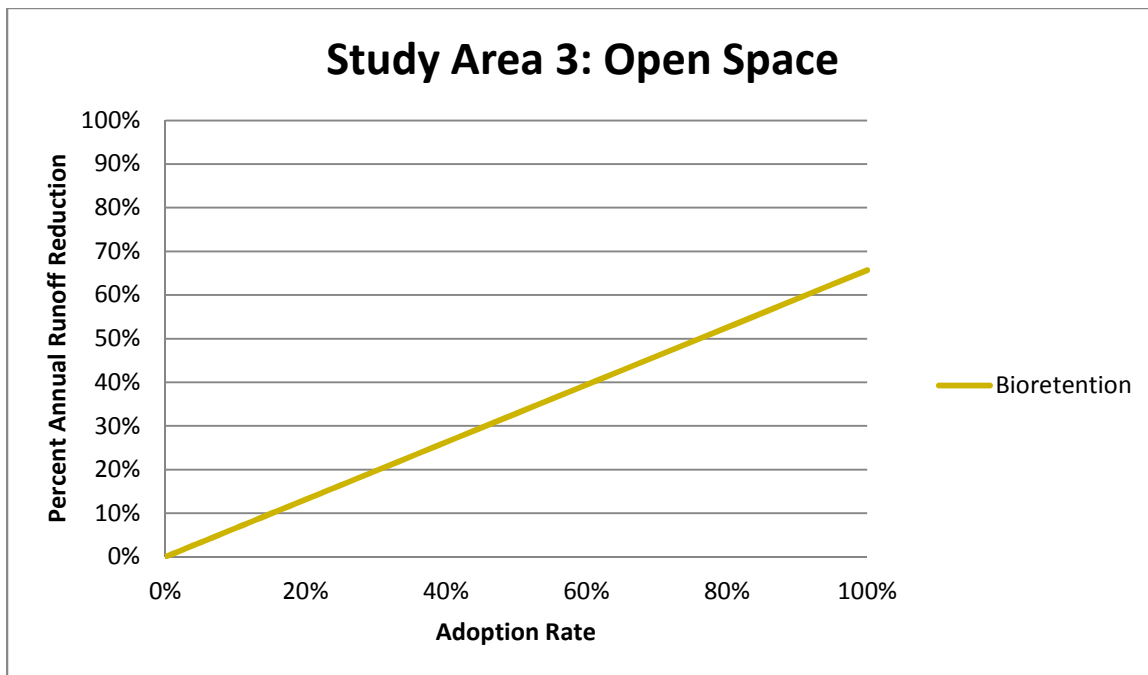 Study Area 3: Open Space
Percent Annual Runoff Reduction
100%
90%
80%
70%
60%
50%
40%
30%
20%
10%
0%
0% 20% 40% 60% 80% 100%
Adoption Rate
Bioretention